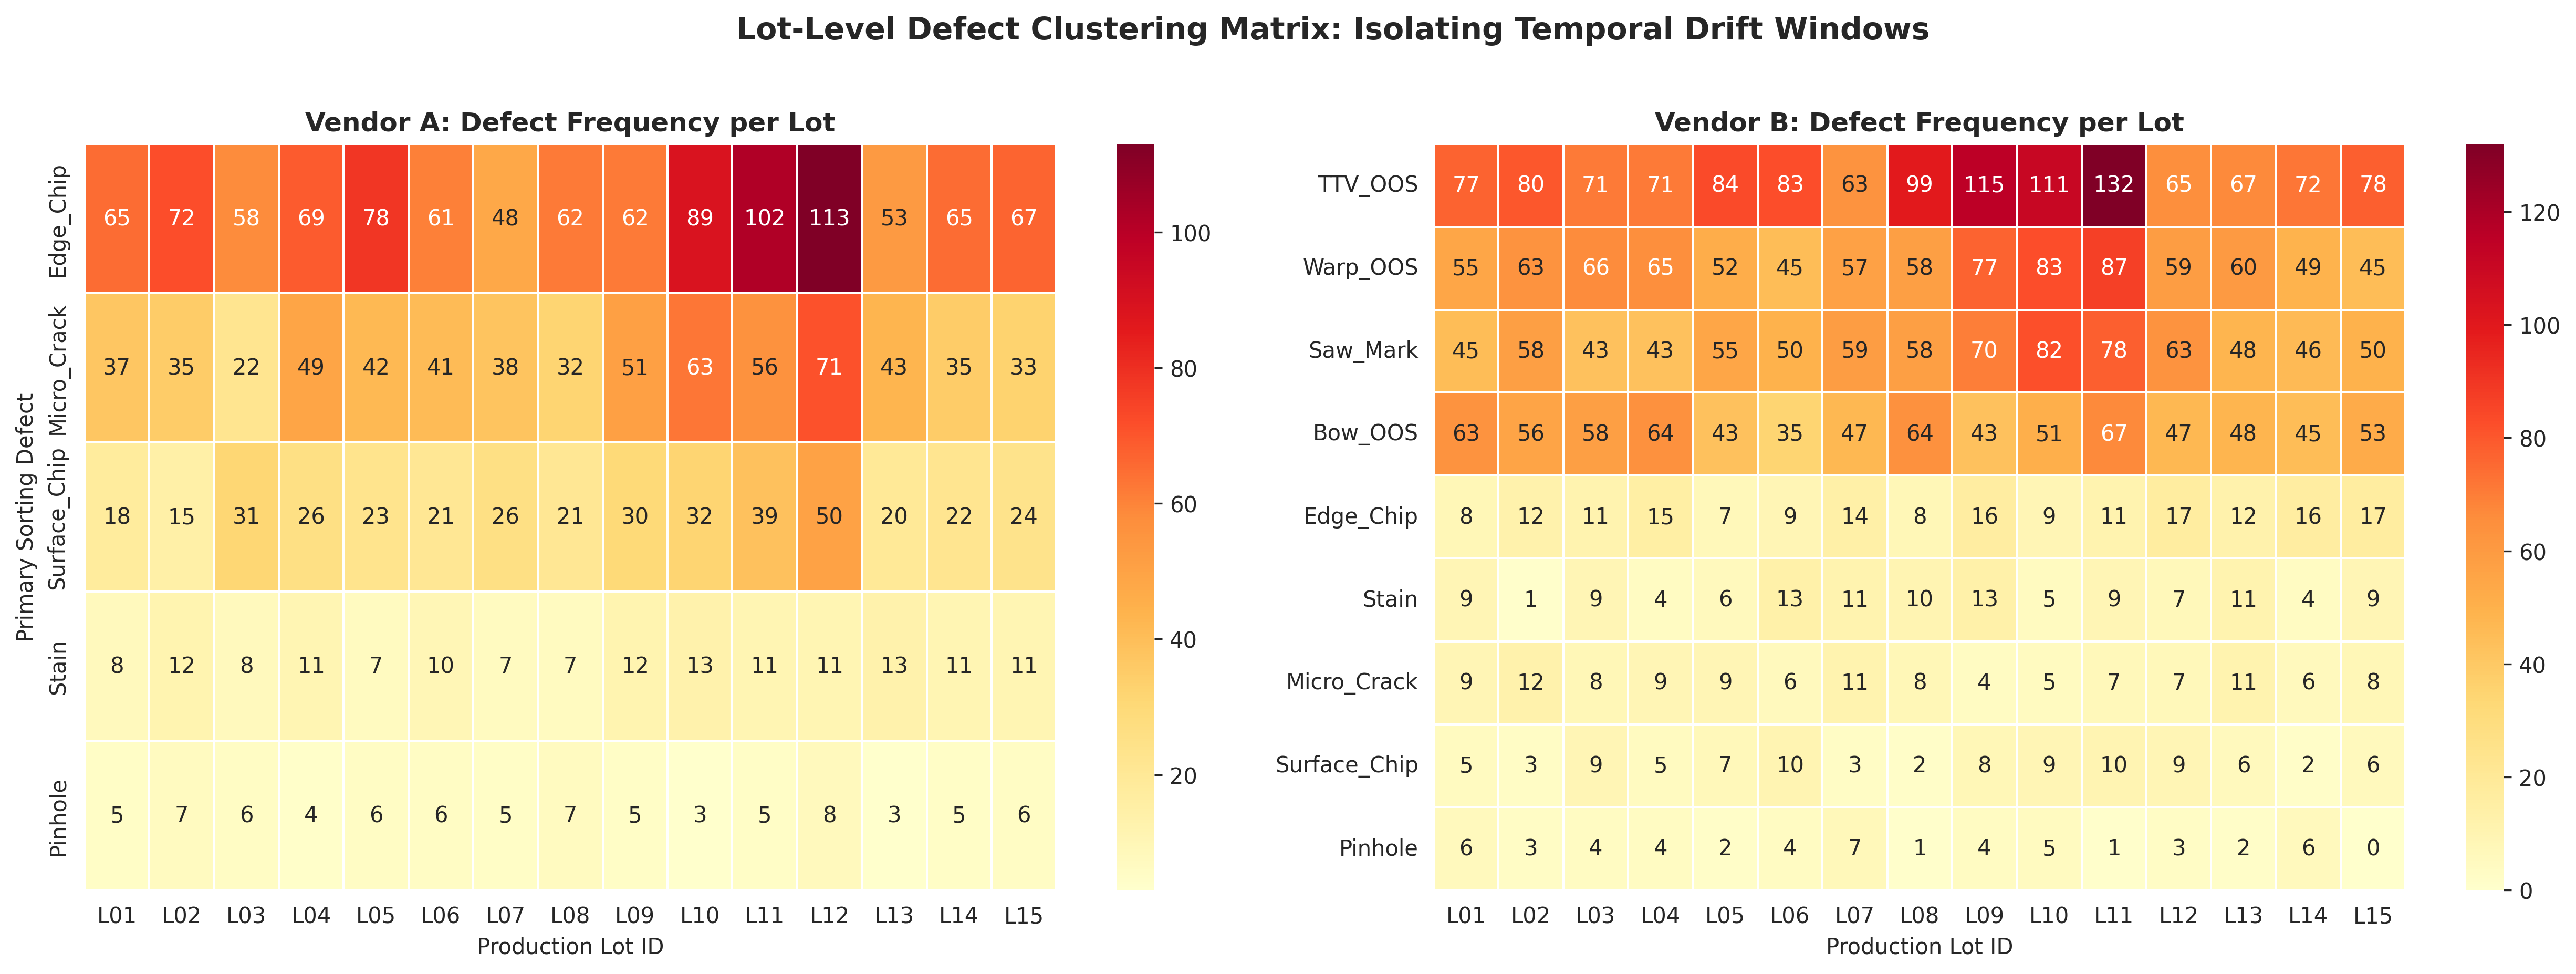 Lot-Level Defect Clustering Matrix: Isolating Temporal Drift Windows
Vendor A: Defect Frequency per Lot
Primary Sorting Defect
Edge_Chip
65 72 58 69 78 61 48 62 62 89 102 113 53 65 67
Micro_Crack
37 35 22 49 42 41 38 32 51 63 56 71 43 35 33
Surface_Chip
18 15 31 26 23 21 26 21 30 32 39 50 20 22 24
Stain
8 12 8 11 7 10 7 7 12 13 11 11 13 11 11
Pinhole
5 7 6 4 6 6 5 7 5 3 5 8 3 5 6
L01 L02 L03 L04 L05 L06 L07 L08 L09 L10 L11 L12 L13 L14 L15
Production Lot ID
100
80
60
40
20
Vendor B: Defect Frequency per Lot
TTV_OOS 77 80 71 71 84 83 63 99 115 111 132 65 67 72 78
Warp_OOS 55 63 66 65 52 45 57 58 77 83 87 59 60 49 45
Saw_Mark 45 58 43 43 55 50 59 58 70 82 78 63 48 46 50
Bow_OOS 63 56 58 64 43 35 47 64 43 51 67 47 48 45 53
Edge_Chip 8 12 11 15 7 9 14 8 16 9 11 17 12 16 17
Stain 9 1 9 4 6 13 11 10 13 5 9 7 11 4 9
Micro_Crack 9 12 8 9 9 6 11 8 4 5 7 7 11 6 8
Surface_Chip 5 3 9 5 7 10 3 2 8 9 10 9 6 2 6
Pinhole 6 3 4 4 2 4 7 1 4 5 1 3 2 6 0
L01 L02 L03 L04 L05 L06 L07 L08 L09 L10 L11 L12 L13 L14 L15
Production Lot ID
120
100
80
60
40
20
0